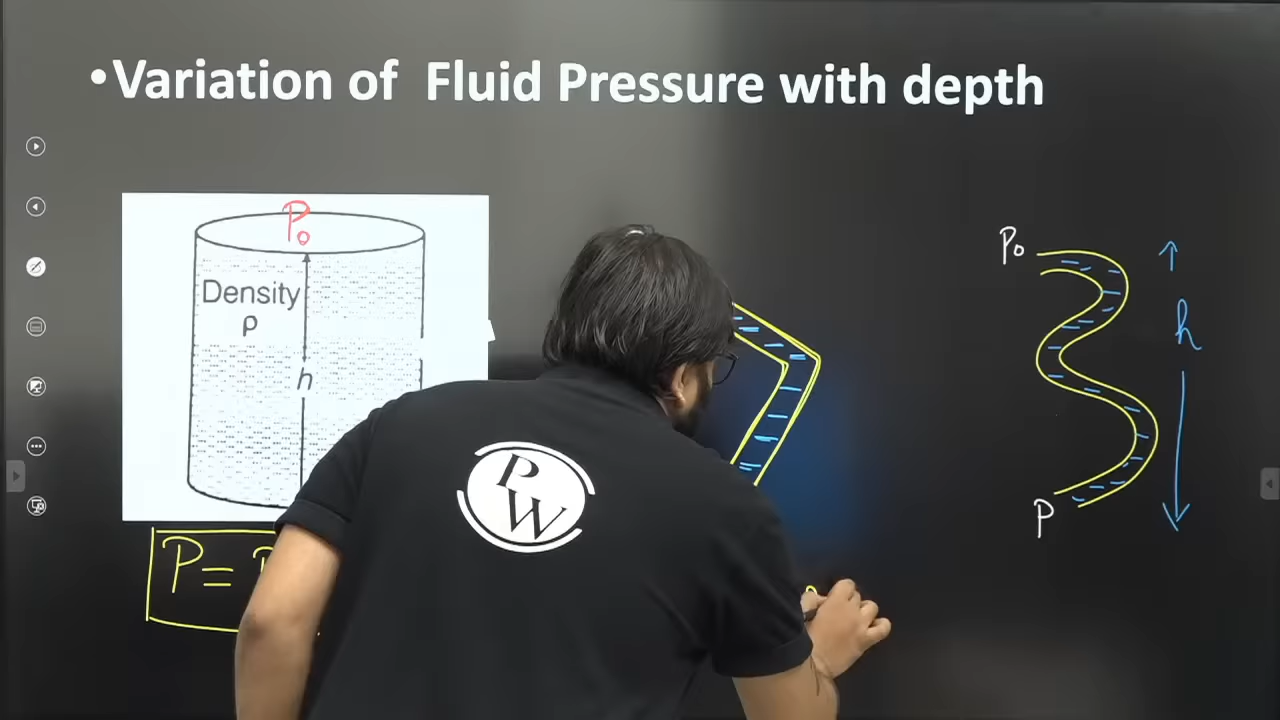 •Variation of Fluid Pressure with depth
P₀
Density
ρ
h
P =
P₀
h
P
PW